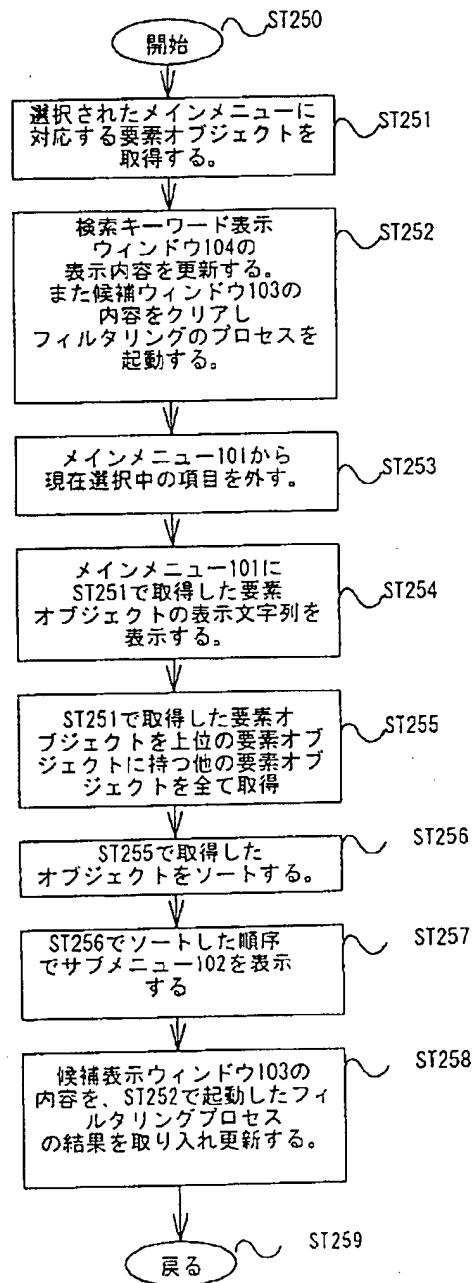 開始
ST250
選択されたメインメニューに
対応する要素オブジェクトを
取得する。
ST251
検索キーワード表示
ウィンドウ104の
表示内容を更新する。
また候補ウィンドウ103の
内容をクリアし
フィルタリングのプロセスを
起動する。
ST252
メインメニュー101から
現在選択中の項目を外す。
ST253
メインメニュー101に
ST251で取得した要素
オブジェクトの表示文字列を
表示する。
ST254
ST251で取得した要素オ
ブジェクトを上位の要素オブ
ジェクトに持つ他の要素オブ
ジェクトを全て取得
ST255
ST255で取得した
オブジェクトをソートする。
ST256
ST256でソートした順序
でサブメニュー102を表示
する
ST257
候補表示ウィンドウ103の
内容を、ST252で起動したフィ
ルタリングプロセス
の結果を取り入れ更新する。
ST258
戻る
ST259